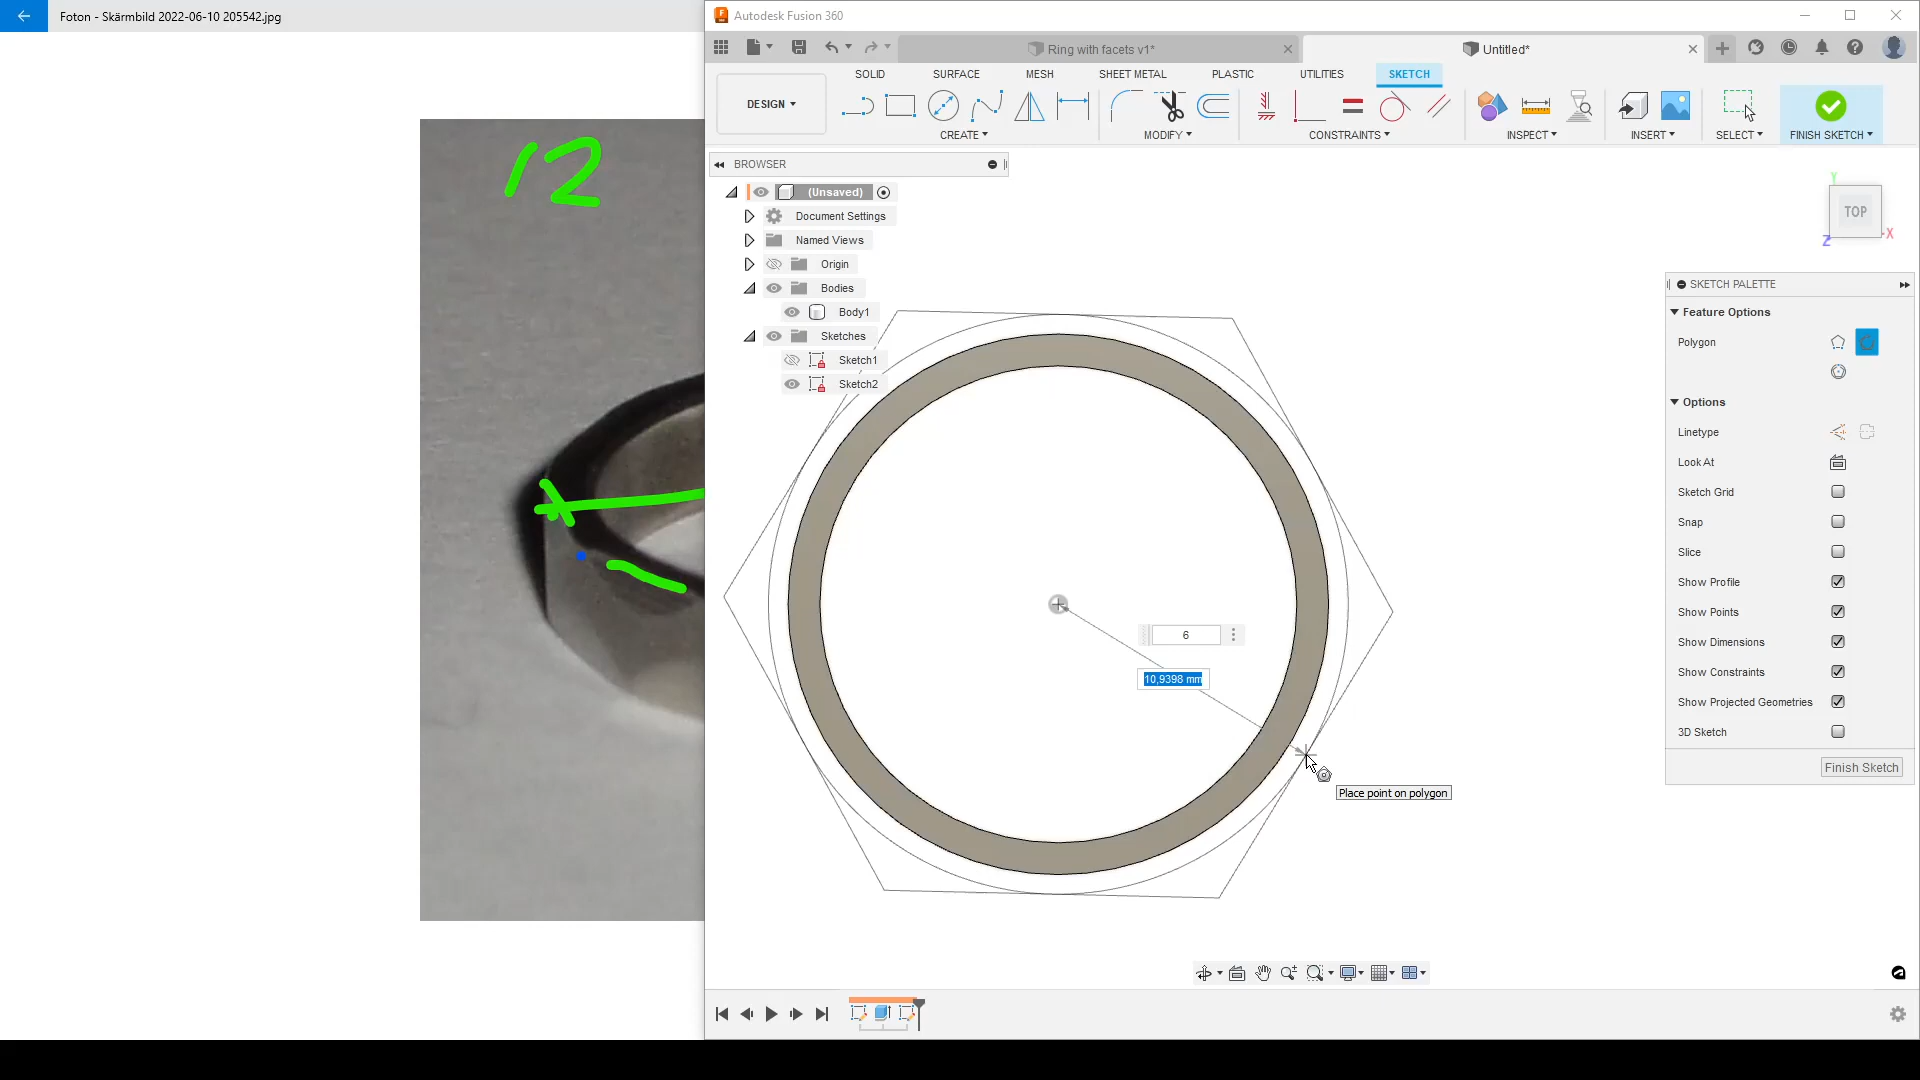 Foton - Skärmbild 2022-06-10 205542.jpg
12
Autodesk Fusion 360
Ring with facets v1*
Untitled*
DESIGN
SOLID
SURFACE
MESH
SHEET METAL
PLASTIC
UTILITIES
SKETCH
CREATE
MODIFY
CONSTRAINTS
INSPECT
INSERT
SELECT
FINISH SKETCH
BROWSER
(Unsaved)
Document Settings
Named Views
Origin
Bodies
Body1
Sketches
Sketch1
Sketch2
Y
TOP
Z
X
6
10,9398 mm
Place point on polygon
SKETCH PALETTE
Feature Options
Polygon
Options
Linetype
Look At
Sketch Grid
Snap
Slice
Show Profile
Show Points
Show Dimensions
Show Constraints
Show Projected Geometries
3D Sketch
Finish Sketch